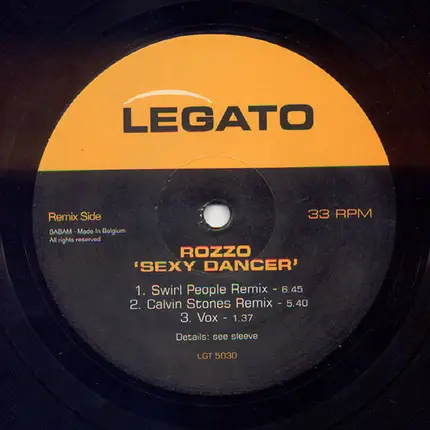 LEGATO
Remix Side
33 RPM
SABAM - Made In Belgium
All rights reserved
ROZZO
'SEXY DANCER'
1. Swirl People Remix - 6:45
2. Calvin Stones Remix - 5.40
3. Vox - 1.37
Details: see sleeve
LGT 5030